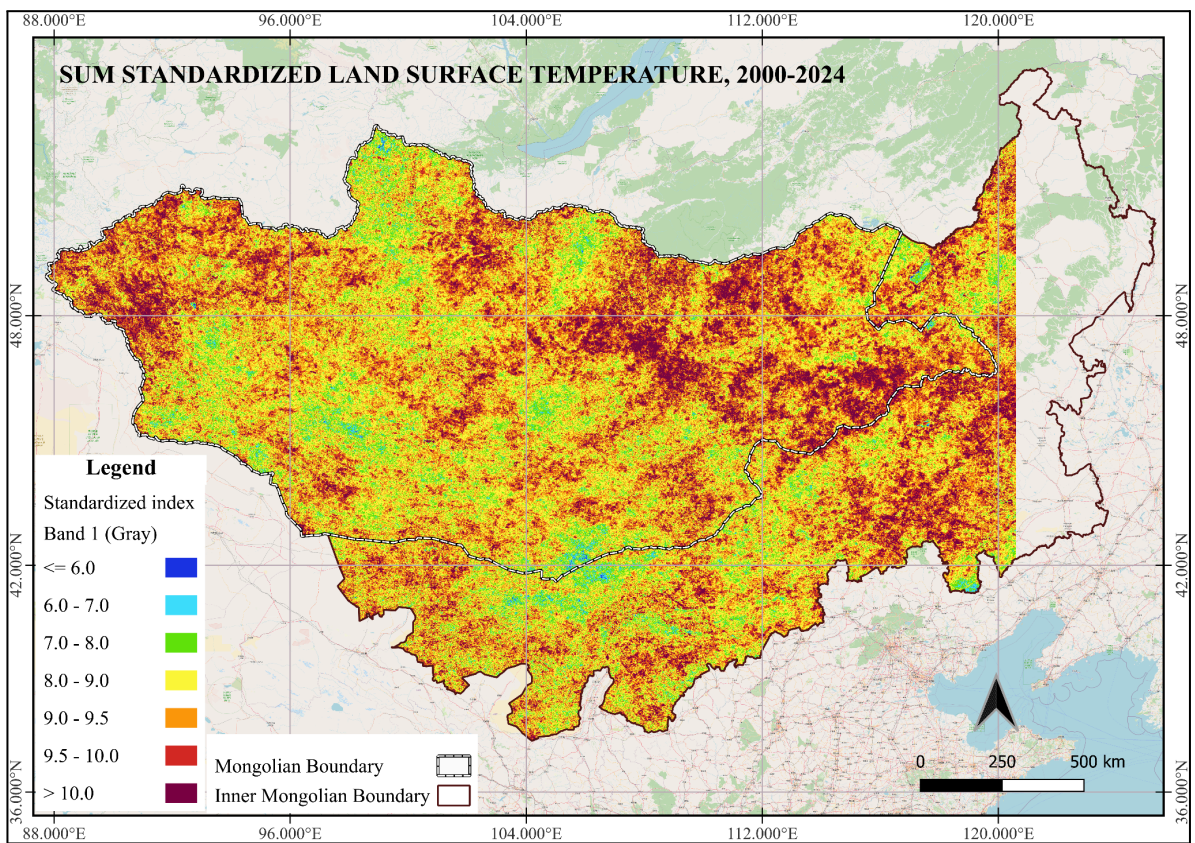 88.000°E 96.000°E 104.000°E 112.000°E 120.000°E
SUM STANDARDIZED LAND SURFACE TEMPERATURE, 2000-2024
48.000°N 48.000°N
42.000°N 42.000°N
36.000°N 36.000°N
Legend
Standardized index
Band 1 (Gray)
<= 6.0
6.0 - 7.0
7.0 - 8.0
8.0 - 9.0
9.0 - 9.5
9.5 - 10.0
> 10.0
Mongolian Boundary
Inner Mongolian Boundary
0 250 500 km
88.000°E 96.000°E 104.000°E 112.000°E 120.000°E